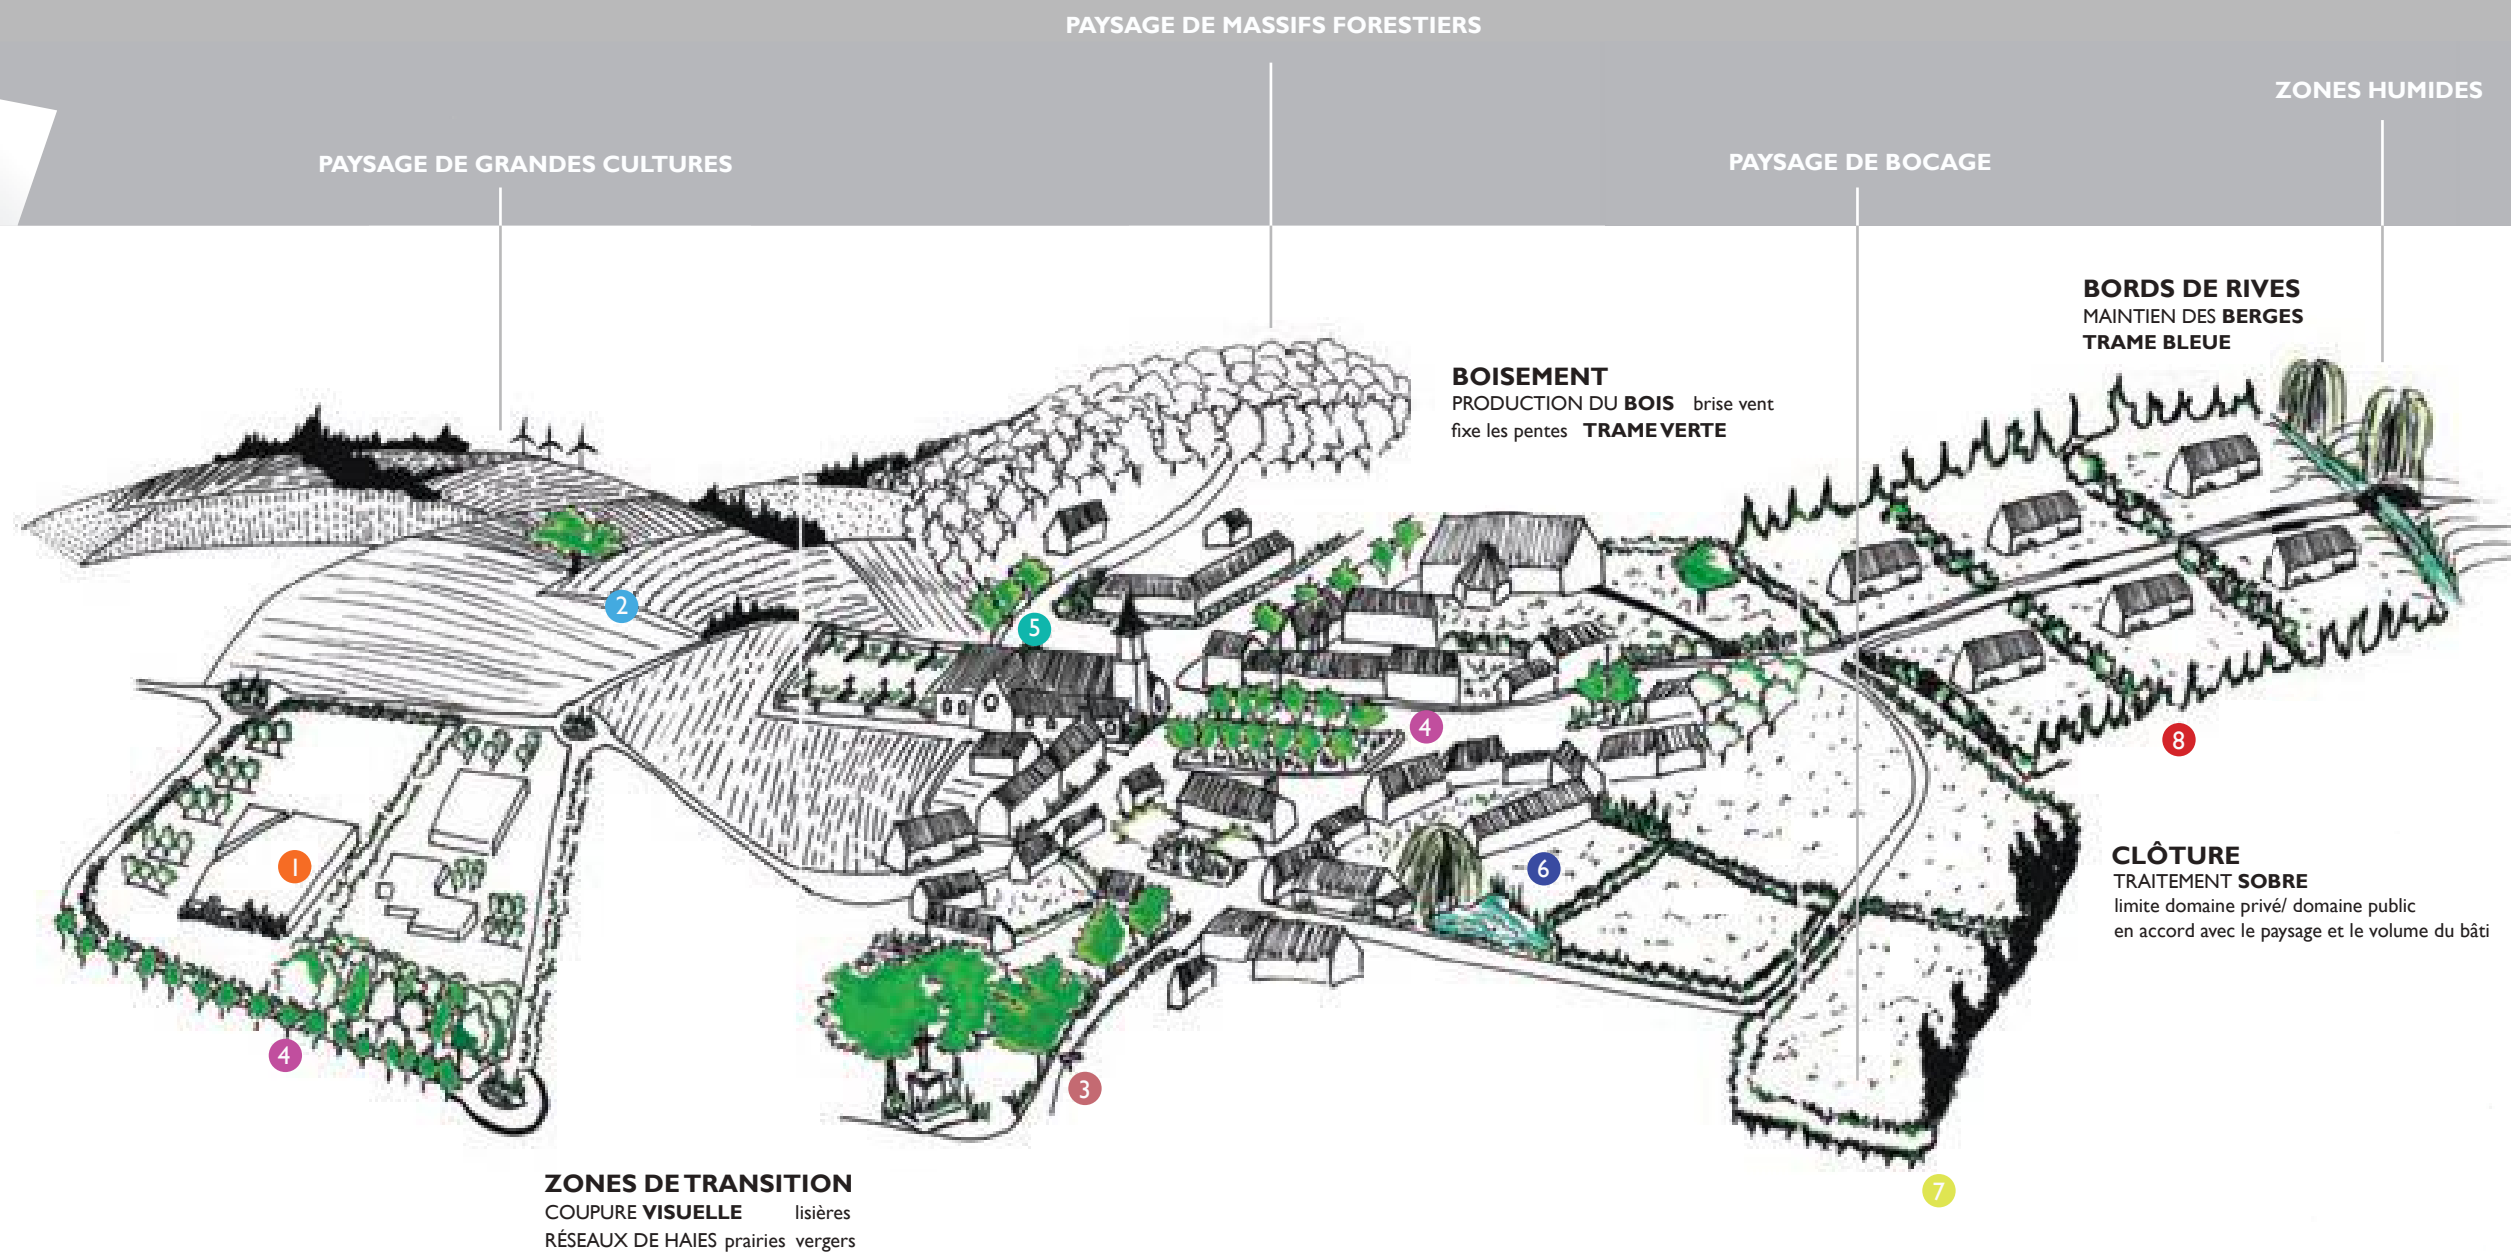 PAYSAGE DE MASSIFS FORESTIERS
ZONES HUMIDES
PAYSAGE DE GRANDES CULTURES
PAYSAGE DE BOCAGE
BORDS DE RIVES
MAINTIEN DES BERGES
TRAME BLEUE
BOISEMENT
PRODUCTION DU BOIS brise vent
fixe les pentes TRAME VERTE
2
5
4
8
1
6
CLÔTURE
TRAITEMENT SOBRE
limite domaine privé/ domaine public
en accord avec le paysage et le volume du bâti
4
3
7
ZONES DE TRANSITION
COUPURE VISUELLE lisières
RÉSEAUX DE HAIES prairies vergers